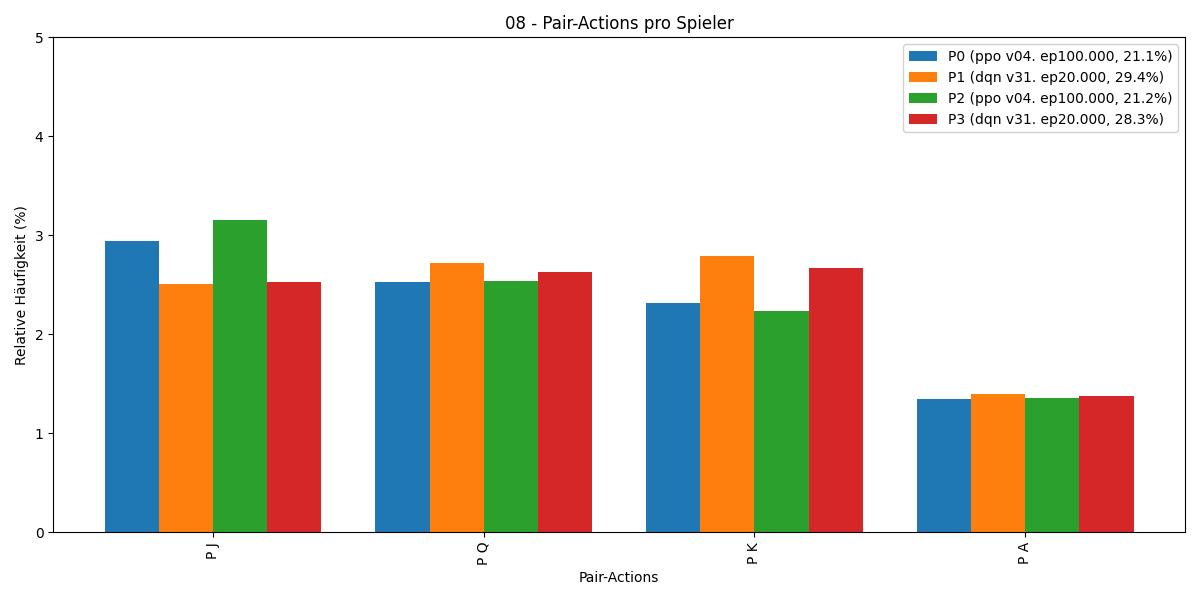 08 - Pair-Actions pro Spieler
P0 (ppo v04. ep100.000, 21.1%)
P1 (dqn v31. ep20.000, 29.4%)
P2 (ppo v04. ep100.000, 21.2%)
P3 (dqn v31. ep20.000, 28.3%)
Relative Häufigkeit (%)
5
4
3
2
1
0
P J
P Q
P K
P A
Pair-Actions